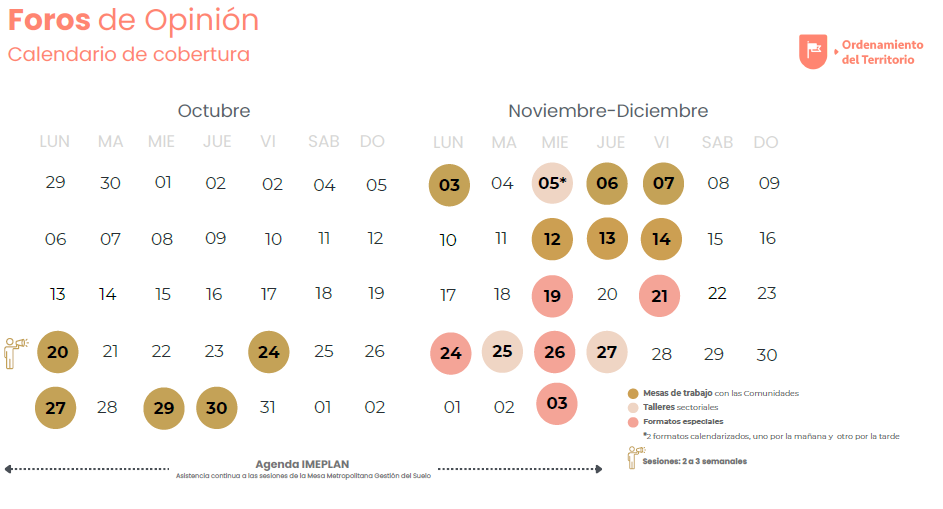 Foros de Opinión
Calendario de cobertura
Ordenamiento
del Territorio
Octubre
LUN MA MIE JUE VI SAB DO
29 30 01 02 02 04 05
06 07 08 09 10 11 12
13 14 15 16 17 18 19
20 21 22 23 24 25 26
27 28 29 30 31 01 02
Noviembre-Diciembre
LUN MA MIE JUE VI SAB DO
03 04 05* 06 07 08 09
10 11 12 13 14 15 16
17 18 19 20 21 22 23
24 25 26 27 28 29 30
01 02 03
Mesas de trabajo con las Comunidades
Talleres sectoriales
Formatos especiales
*2 formatos calendarizados, uno por la mañana y otro por la tarde
Sesiones: 2 a 3 semanales
Agenda IMEPLAN
Asistencia continua a las sesiones de la Mesa Metropolitana Gestión del Suelo